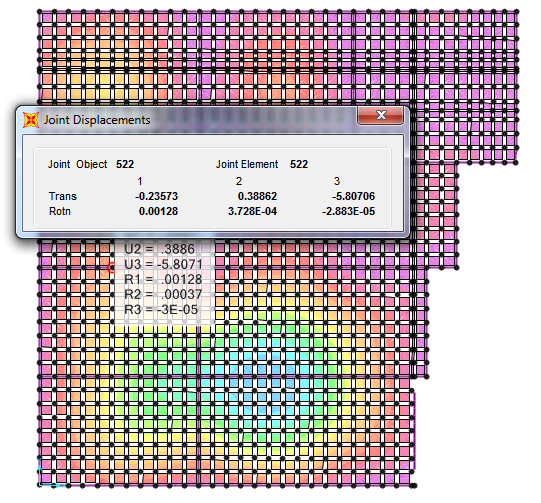 Joint Displacements
Joint Object 522 Joint Element 522
1 2 3
Trans -0.23573 0.38862 -5.80706
Rotn 0.00128 3.728E-04 -2.883E-05
U2 = .3886
U3 = -5.8071
R1 = .00128
R2 = .00037
R3 = -3E-05